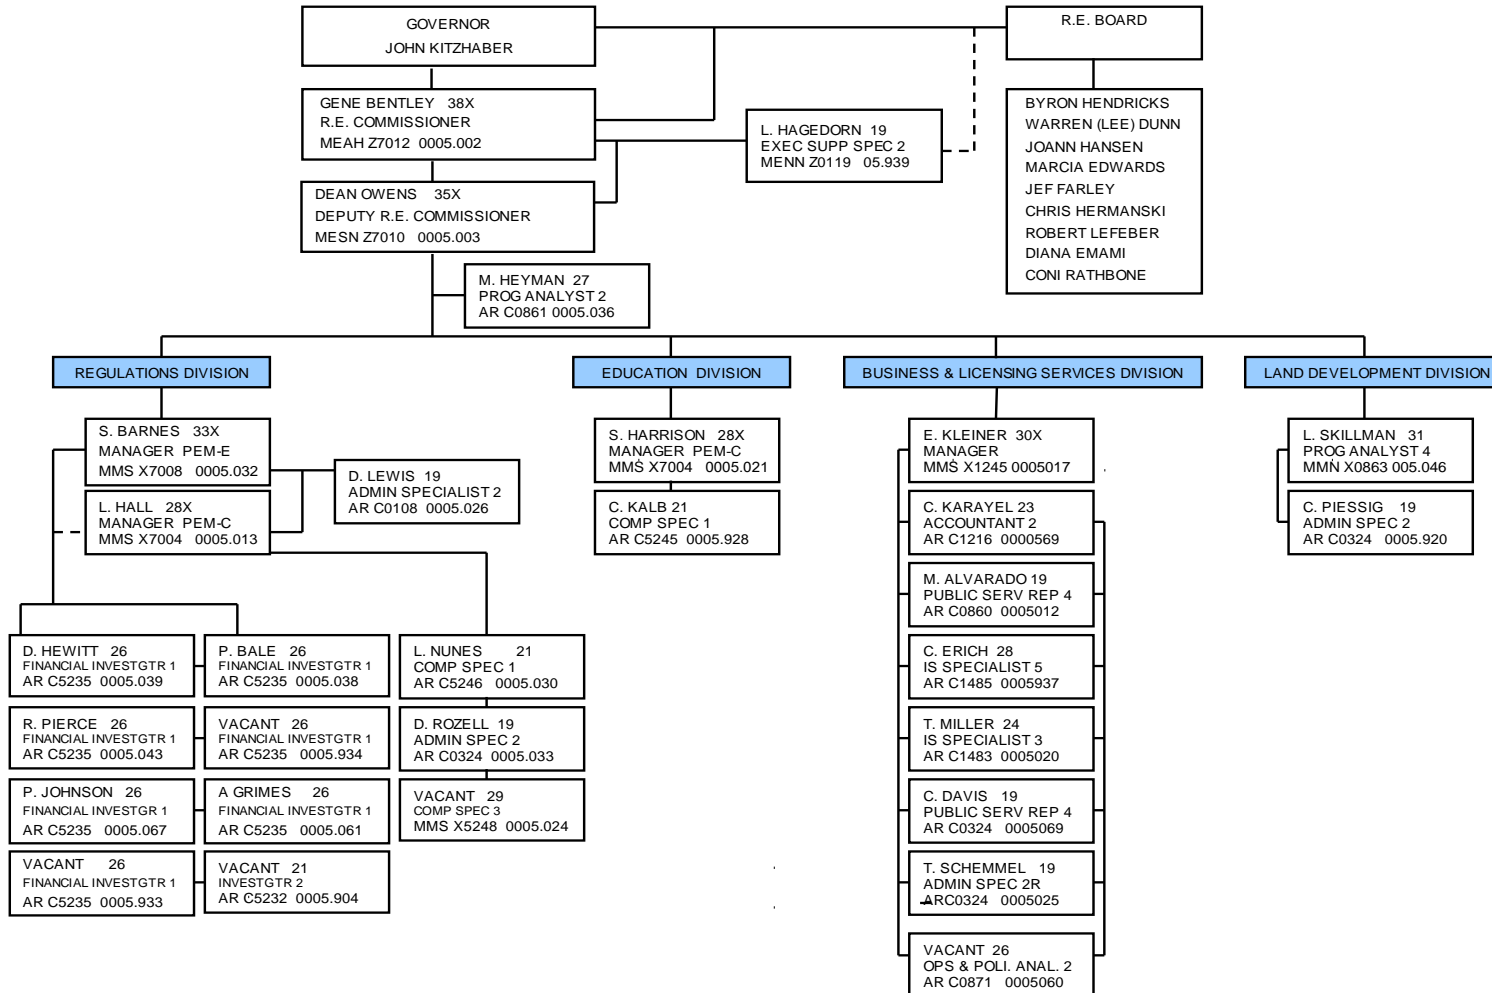 GOVERNOR
JOHN KITZHABER
R.E. BOARD
GENE BENTLEY 38X
R.E. COMMISSIONER
MEAH Z7012 0005.002
L. HAGEDORN 19
EXEC SUPP SPEC 2
MENN Z0119 05.939
BYRON HENDRICKS
WARREN (LEE) DUNN
JOANN HANSEN
MARCIA EDWARDS
JEF FARLEY
CHRIS HERMANSKI
ROBERT LEFEBER
DIANA EMAMI
CONI RATHBONE
DEAN OWENS 35X
DEPUTY R.E. COMMISSIONER
MESN Z7010 0005.003
M. HEYMAN 27
PROG ANALYST 2
AR C0861 0005.036
REGULATIONS DIVISION
EDUCATION DIVISION
BUSINESS & LICENSING SERVICES DIVISION
LAND DEVELOPMENT DIVISION
S. BARNES 33X
MANAGER PEM-E
MMS X7008 0005.032
L. HALL 28X
MANAGER PEM-C
MMS X7004 0005.013
D. LEWIS 19
ADMIN SPECIALIST 2
AR C0108 0005.026
D. HEWITT 26
FINANCIAL INVESTGTR 1
AR C5235 0005.039
P. BALE 26
FINANCIAL INVESTGTR 1
AR C5235 0005.038
L. NUNES 21
COMP SPEC 1
AR C5246 0005.030
R. PIERCE 26
FINANCIAL INVESTGTR 1
AR C5235 0005.043
VACANT 26
FINANCIAL INVESTGTR 1
AR C5235 0005.934
D. ROZELL 19
ADMIN SPEC 2
AR C0324 0005.033
P. JOHNSON 26
FINANCIAL INVESTGR 1
AR C5235 0005.067
A GRIMES 26
FINANCIAL INVESTGTR 1
AR C5235 0005.061
VACANT 29
COMP SPEC 3
MMS X5248 0005.024
VACANT 26
FINANCIAL INVESTGTR 1
AR C5235 0005.933
VACANT 21
INVESTGTR 2
AR C5232 0005.904
S. HARRISON 28X
MANAGER PEM-C
MMS X7004 0005.021
C. KALB 21
COMP SPEC 1
AR C5245 0005.928
E. KLEINER 30X
MANAGER
MMS X1245 0005017
C. KARAYEL 23
ACCOUNTANT 2
AR C1216 0000569
M. ALVARADO 19
PUBLIC SERV REP 4
AR C0860 0005012
C. ERICH 28
IS SPECIALIST 5
AR C1485 0005937
T. MILLER 24
IS SPECIALIST 3
AR C1483 0005020
C. DAVIS 19
PUBLIC SERV REP 4
AR C0324 0005069
T. SCHEMMEL 19
ADMIN SPEC 2R
ARC0324 0005025
VACANT 26
OPS & POLI. ANAL. 2
AR C0871 0005060
L. SKILLMAN 31
PROG ANALYST 4
MMN X0863 005.046
C. PIESSIG 19
ADMIN SPEC 2
AR C0324 0005.920